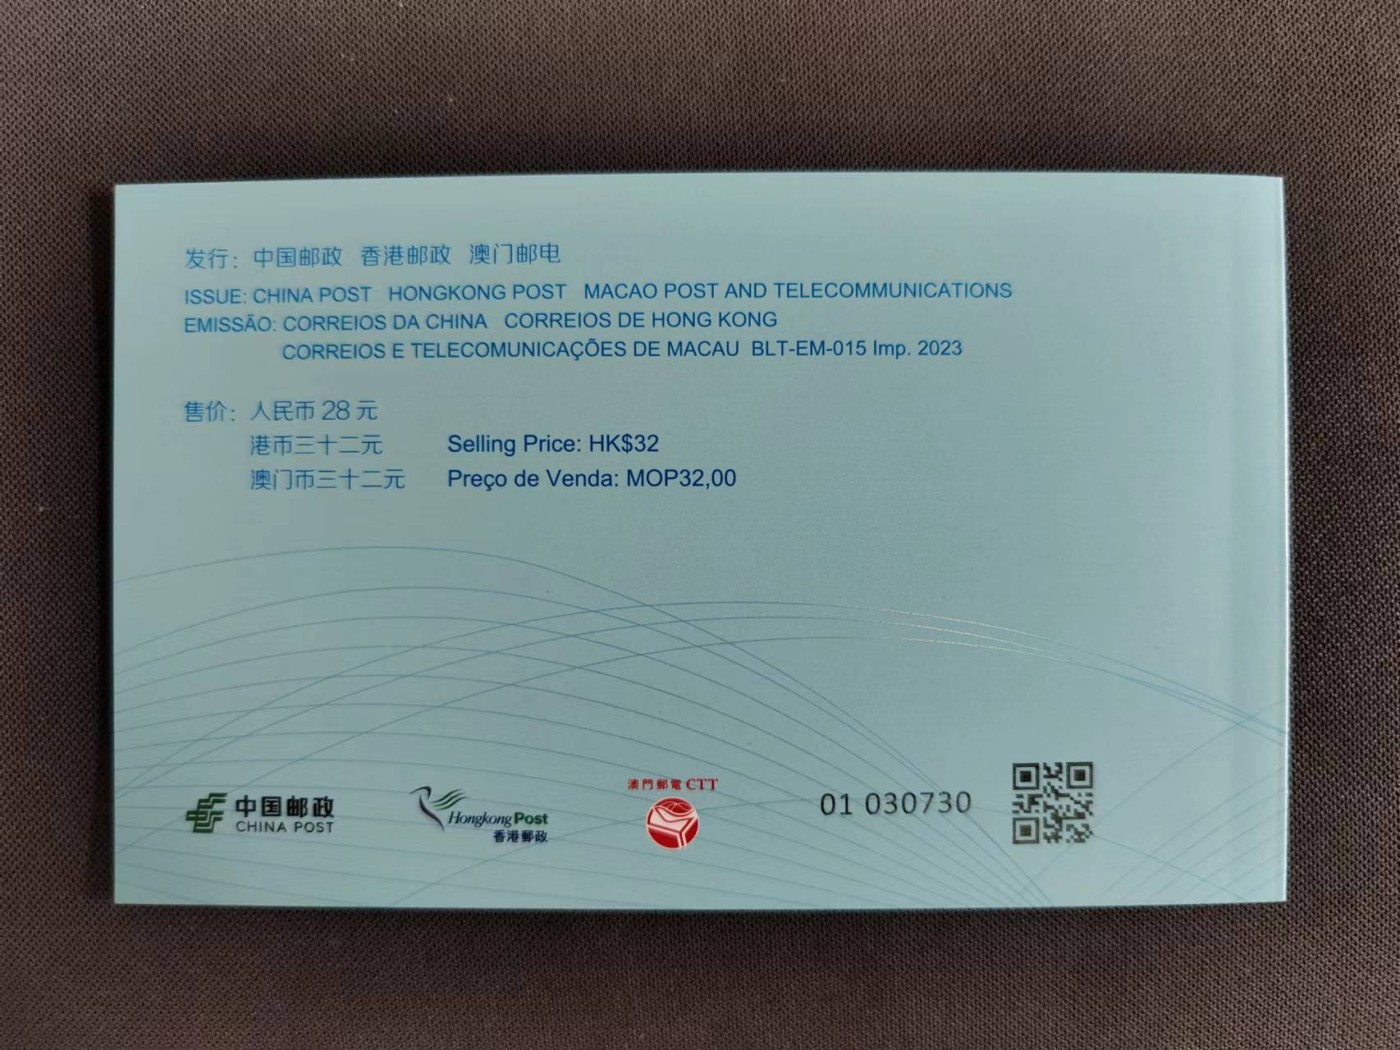 发行：中国邮政 香港邮政 澳门邮电
ISSUE: CHINA POST HONGKONG POST MACAO POST AND TELECOMMUNICATIONS
EMISSÃO: CORREIOS DA CHINA CORREIOS DE HONG KONG
CORREIOS E TELECOMUNICAÇÕES DE MACAU BLT-EM-015 Imp. 2023
售价：人民币 28 元
港币三十二元 Selling Price: HK$32
澳门币三十二元 Preço de Venda: MOP32,00
中国邮政
CHINA POST
Hongkong Post
香港郵政
澳門郵電 CTT
01 030730